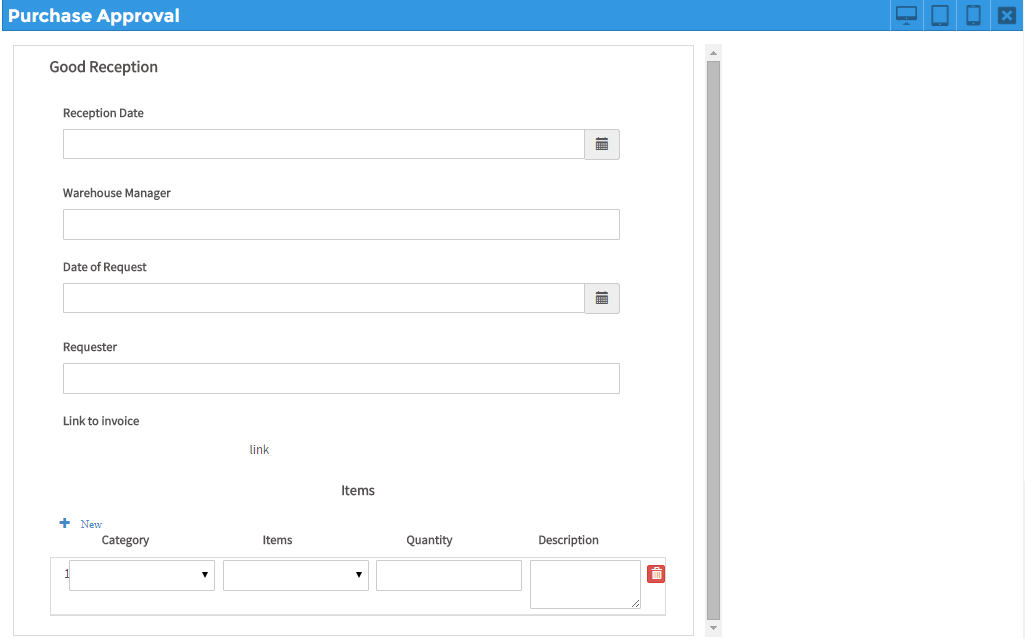 Purchase Approval
Good Reception
Reception Date
Warehouse Manager
Date of Request
Requester
Link to invoice
link
Items
New
Category Items Quantity Description
1